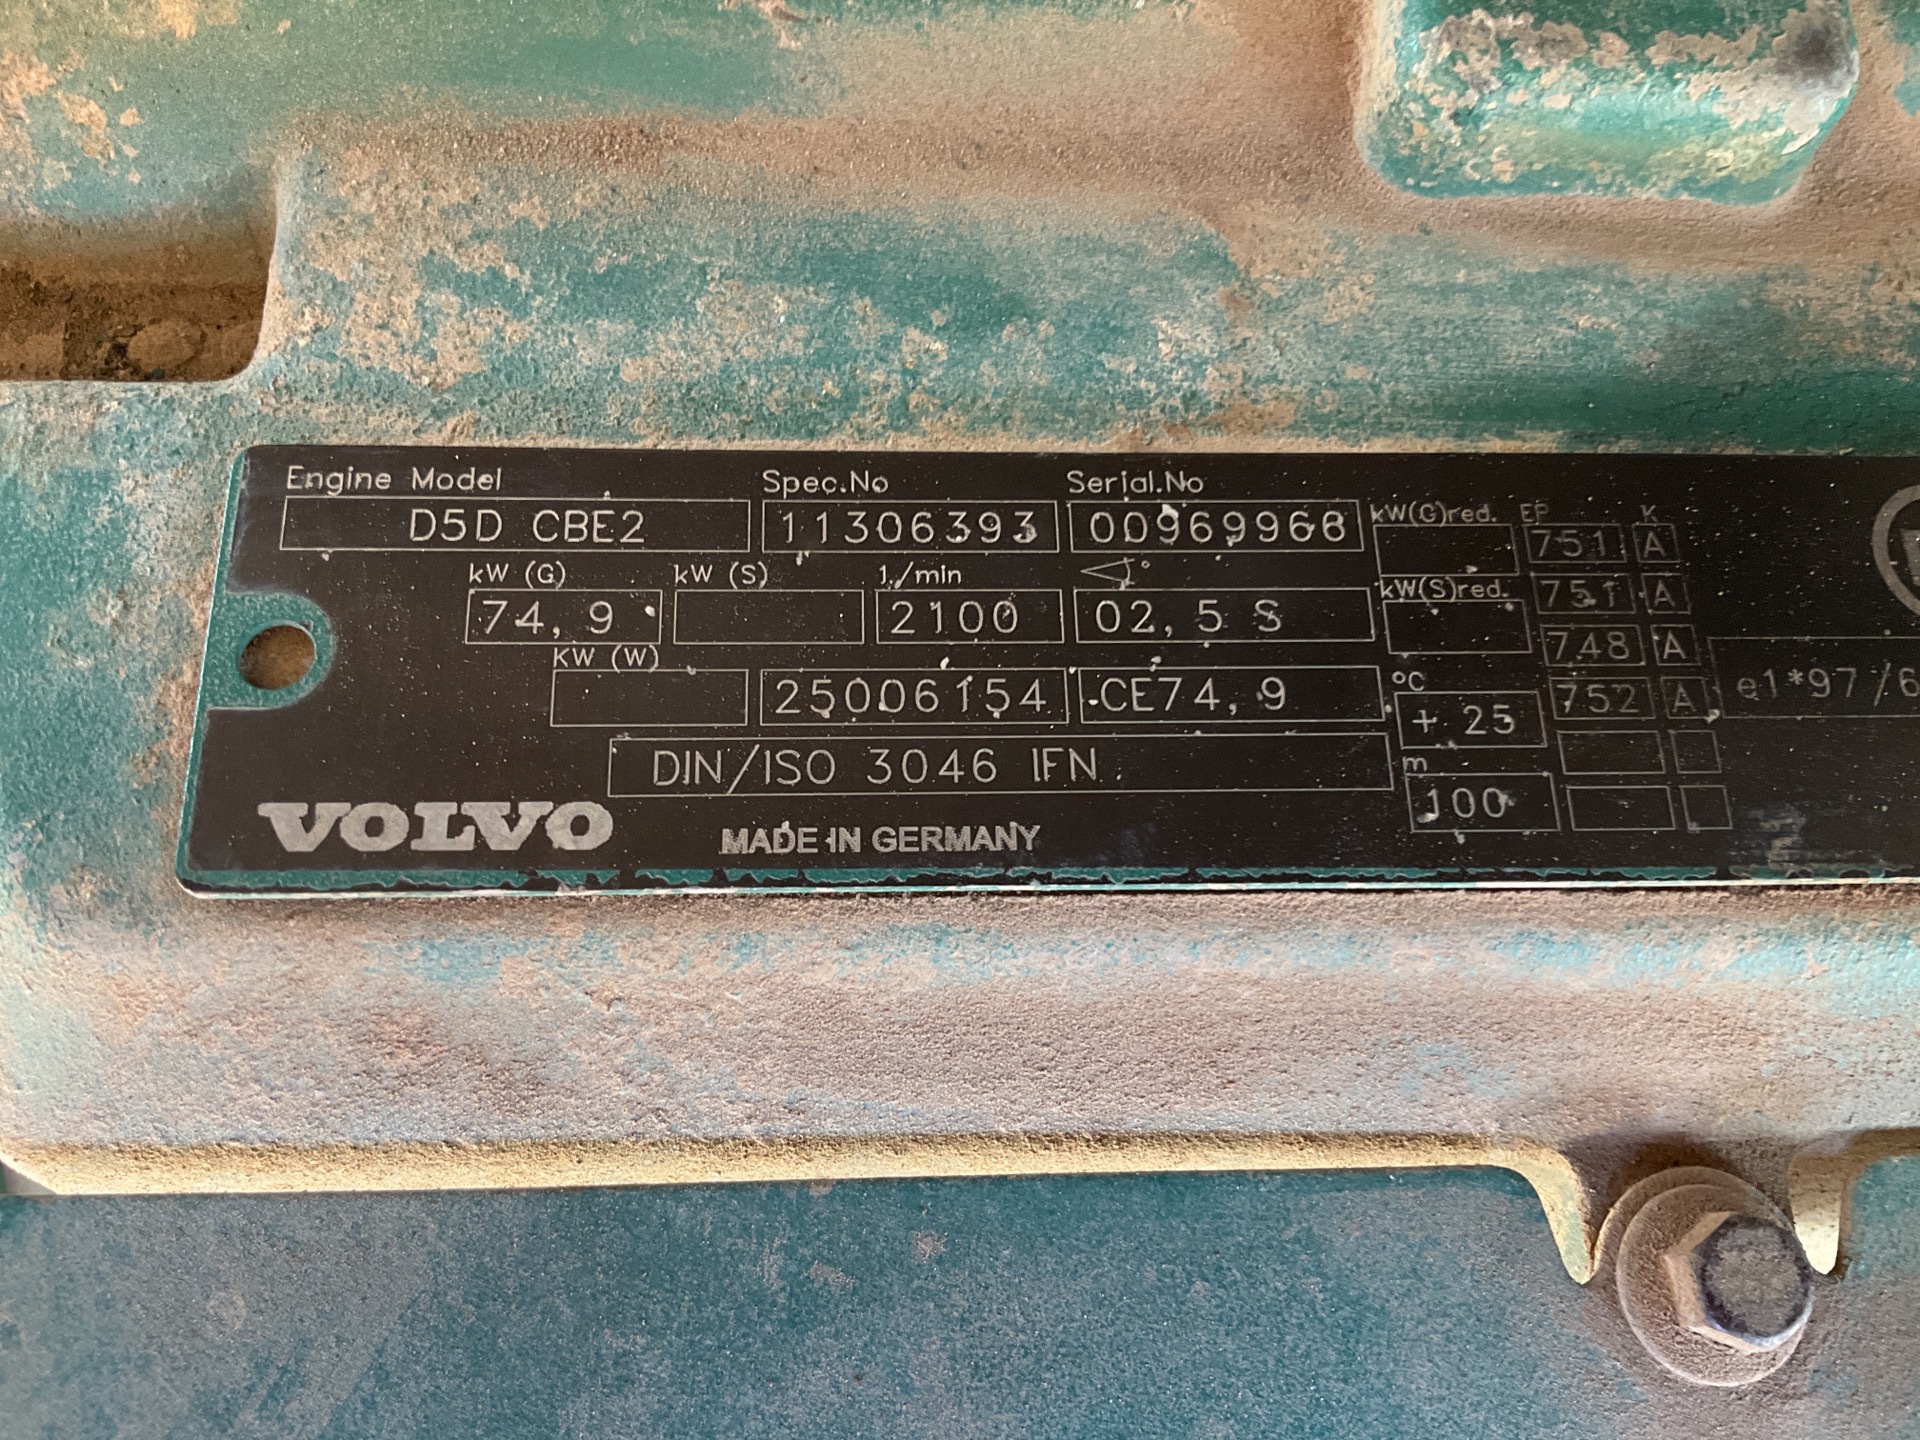 Engine Model Spec.No Serial.No
D5D CBE2 11306393 00969968 kW(G)red. EP K
751 A
kW (G) kW (S) 1./min °
74,9 2100 02,5 S kW(S)red. 751 A
748 A
kW (W)
25006154 CE74,9 °C 752 A e1*97/6
+ 25
DIN/ISO 3046 IFN m
100
VOLVO MADE IN GERMANY